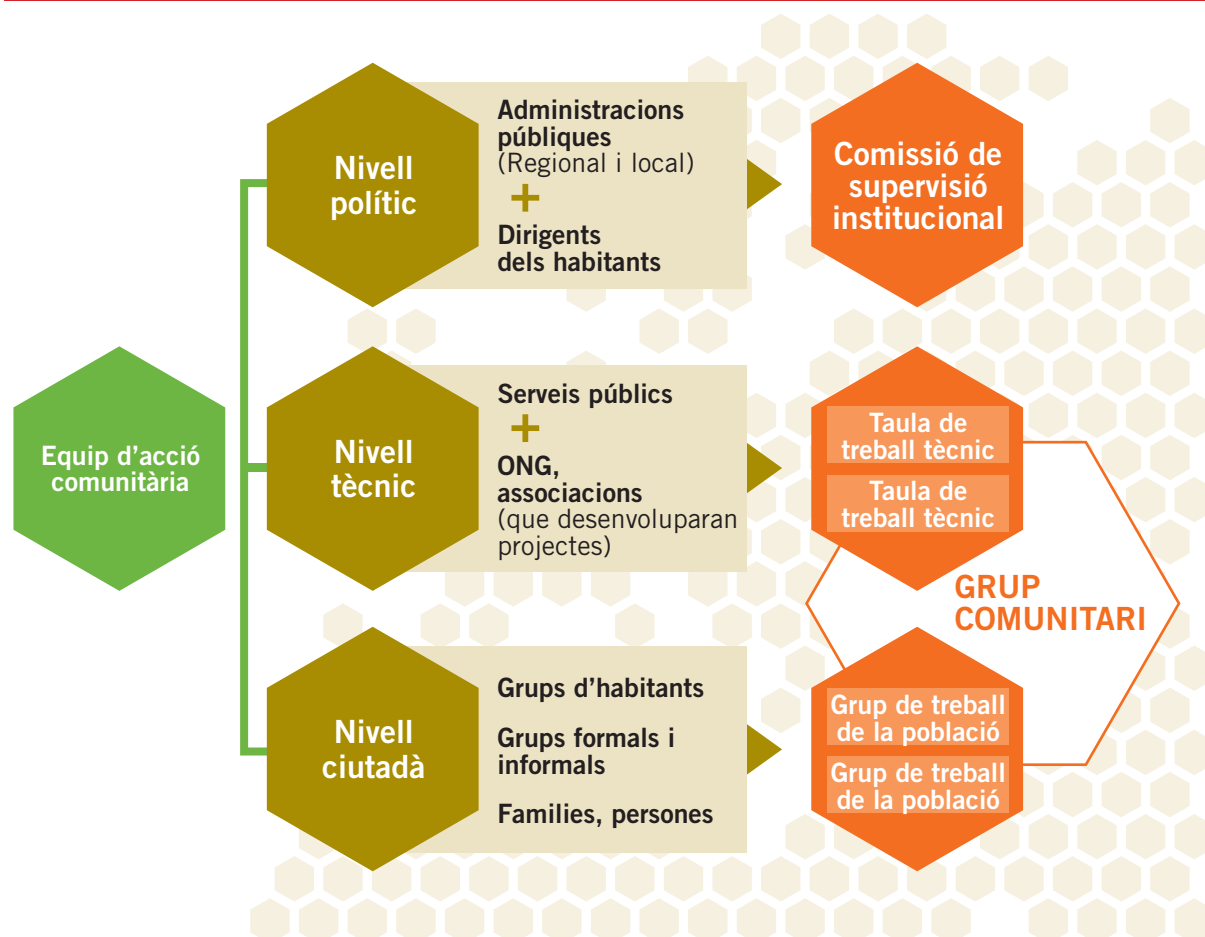 Equip d'acció
comunitària
Nivell
polític
Administracions
públiques
(Regional i local)
+
Dirigents
dels habitants
Comissió de
supervisió
institucional
Nivell
tècnic
Serveis públics
+
ONG,
associacions
(que desenvoluparan
projectes)
Taula de
treball tècnic
Taula de
treball tècnic
GRUP
COMUNITARI
Nivell
ciutadà
Grups d'habitants
Grups formals i
informals
Families, persones
Grup de treball
de la població
Grup de treball
de la població